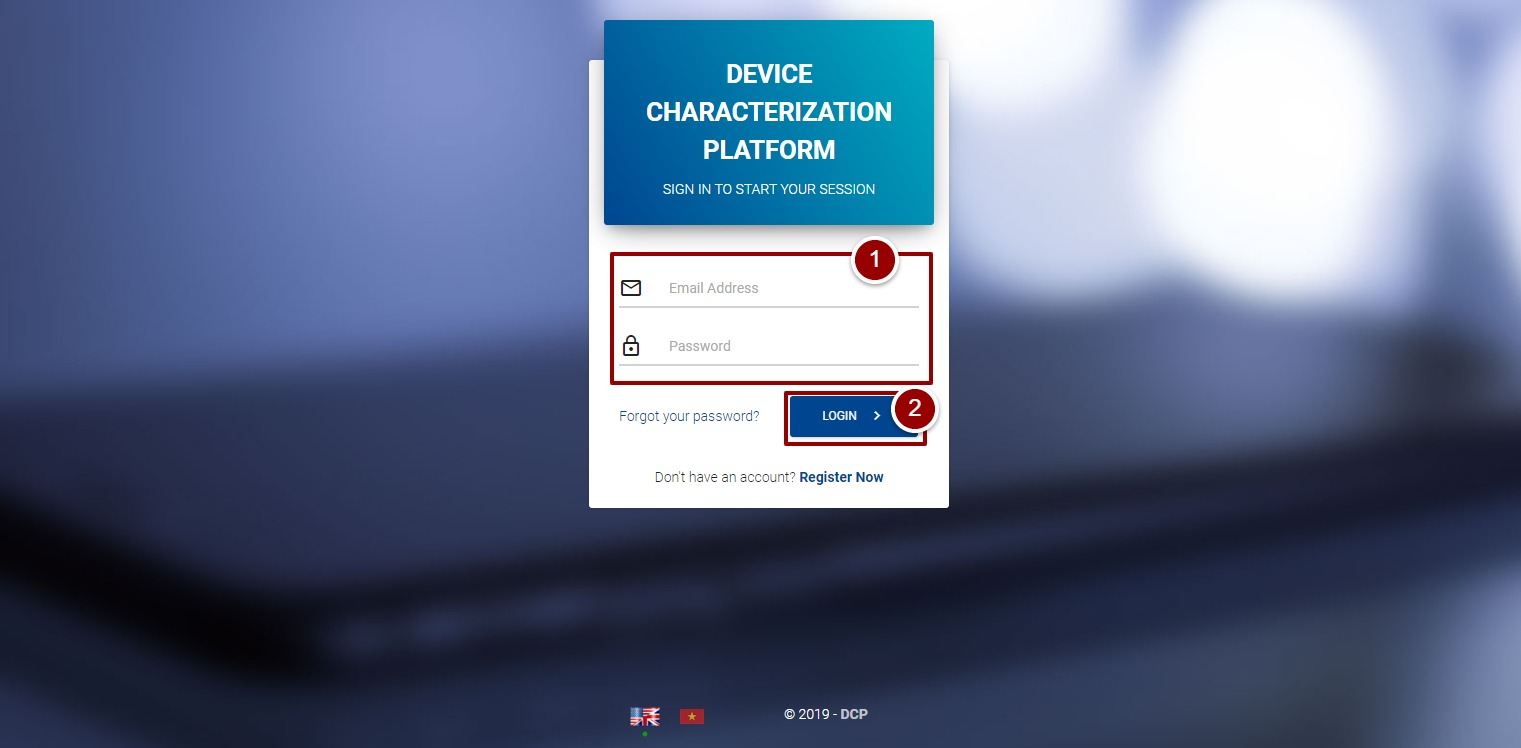 DEVICE
CHARACTERIZATION
PLATFORM
SIGN IN TO START YOUR SESSION
1
Email Address
Password
Forgot your password?
LOGIN
2
Don't have an account? Register Now
© 2019 - DCP